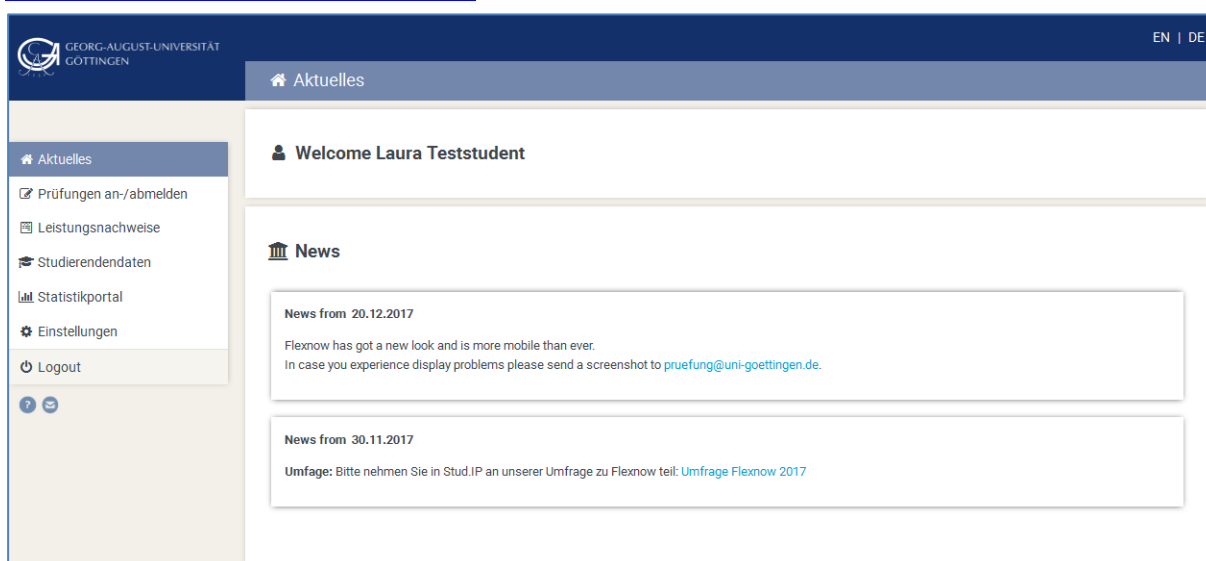 GEORG-AUGUST-UNIVERSITÄT
GÖTTINGEN
EN | DE
Aktuelles
Aktuelles
Prüfungen an-/abmelden
Leistungsnachweise
Studierendendaten
Statistikportal
Einstellungen
Logout
?
Welcome Laura Teststudent
News
News from 20.12.2017
Flexnow has got a new look and is more mobile than ever.
In case you experience display problems please send a screenshot to pruefung@uni-goettingen.de.
News from 30.11.2017
Umfage: Bitte nehmen Sie in Stud.IP an unserer Umfrage zu Flexnow teil: Umfrage Flexnow 2017